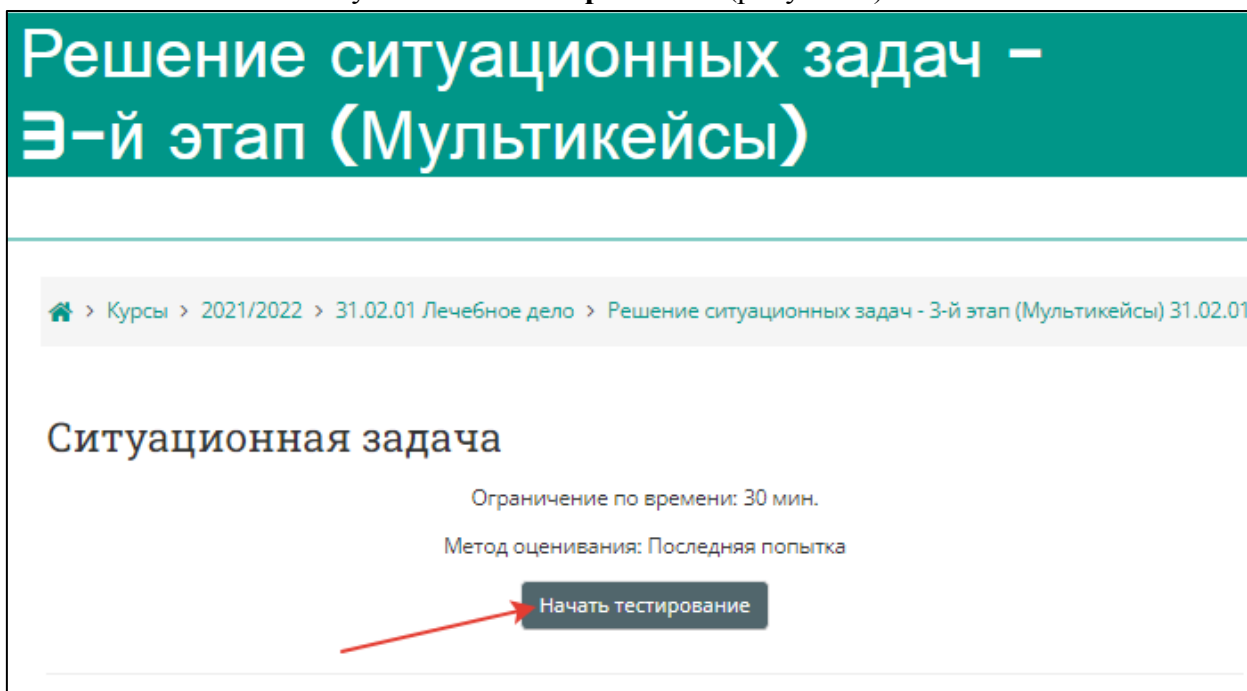 Решение ситуационных задач –
3-й этап (Мультикейсы)
> Курсы > 2021/2022 > 31.02.01 Лечебное дело > Решение ситуационных задач - 3-й этап (Мультикейсы) 31.02.01
Ситуационная задача
Ограничение по времени: 30 мин.
Метод оценивания: Последняя попытка
Начать тестирование